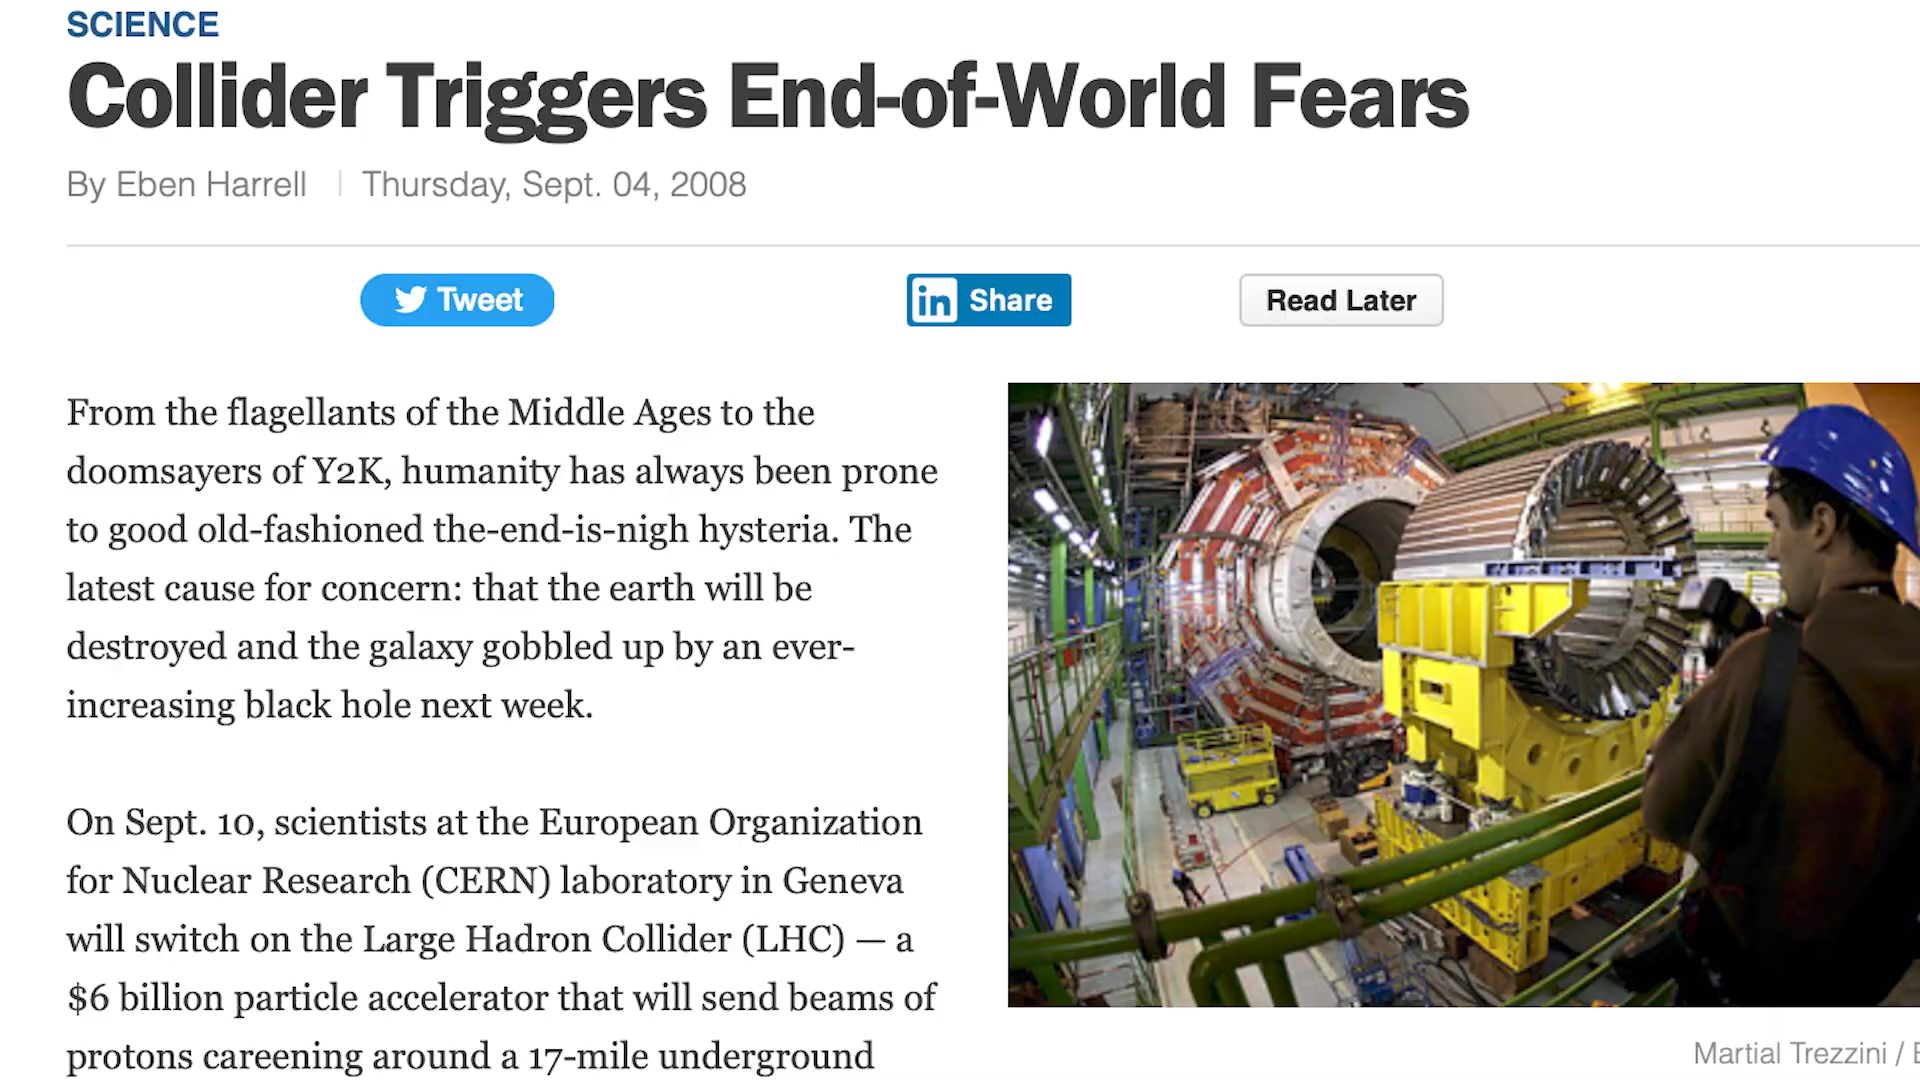 SCIENCE
Collider Triggers End-of-World Fears
By Eben Harrell | Thursday, Sept. 04, 2008
Tweet
in Share
Read Later
From the flagellants of the Middle Ages to the
doomsayers of Y2K, humanity has always been prone
to good old-fashioned the-end-is-nigh hysteria. The
latest cause for concern: that the earth will be
destroyed and the galaxy gobbled up by an ever-
increasing black hole next week.
On Sept. 10, scientists at the European Organization
for Nuclear Research (CERN) laboratory in Geneva
will switch on the Large Hadron Collider (LHC) — a
$6 billion particle accelerator that will send beams of
protons careening around a 17-mile underground
Martial Trezzini /